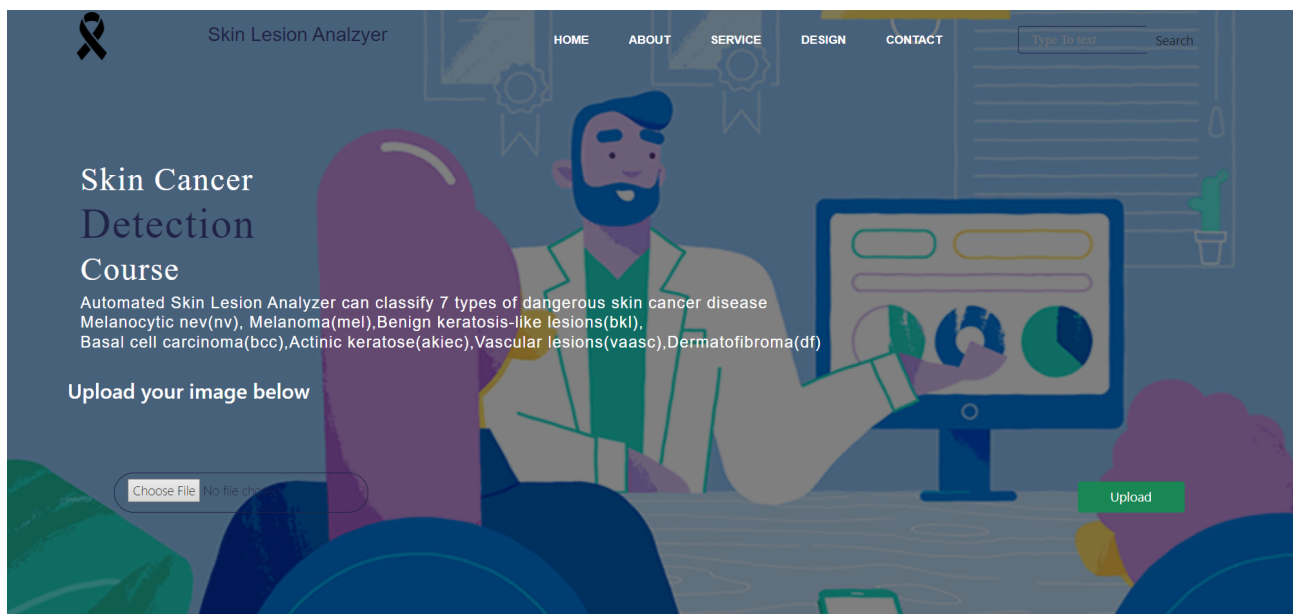 Skin Lesion Analzyer
HOME ABOUT SERVICE DESIGN CONTACT
Type To text Search
Skin Cancer
Detection
Course
Automated Skin Lesion Analyzer can classify 7 types of dangerous skin cancer disease
Melanocytic nev(nv), Melanoma(mel),Benign keratosis-like lesions(bkl),
Basal cell carcinoma(bcc),Actinic keratose(akiec),Vascular lesions(vaasc),Dermatofibroma(df)
Upload your image below
Choose File No file cho
Upload